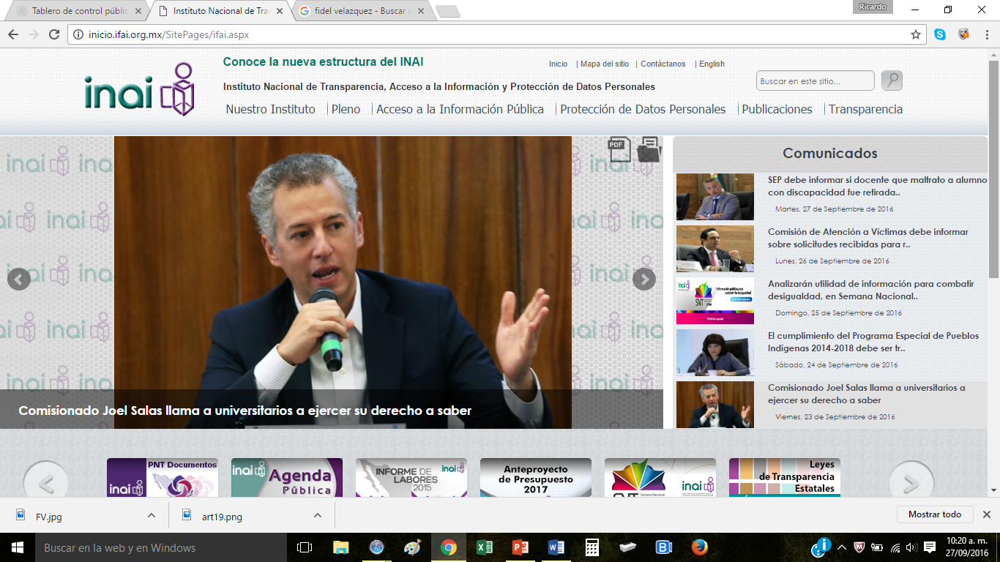 Tablero de control públic
Instituto Nacional de Tra
fidel velazquez - Buscar c
Ricardo
inicio.ifai.org.mx/SitePages/ifai.aspx
inai
Conoce la nueva estructura del INAI
Inicio | Mapa del sitio | Contáctanos | English
Instituto Nacional de Transparencia, Acceso a la Información y Protección de Datos Personales
Buscar en este sitio...
Nuestro Instituto | Pleno | Acceso a la Información Pública | Protección de Datos Personales | Publicaciones | Transparencia
PDF
Comisionado Joel Salas llama a universitarios a ejercer su derecho a saber
Comunicados
SEP debe informar si docente que maltrato a alumno
con discapacidad fue retirada..
Martes, 27 de Septiembre de 2016
Comisión de Atención a Víctimas debe informar
sobre solicitudes recibidas para r..
Lunes, 26 de Septiembre de 2016
Analizarán utilidad de información para combatir
desigualdad, en Semana Nacional..
Domingo, 25 de Septiembre de 2016
El cumplimiento del Programa Especial de Pueblos
Indígenas 2014-2018 debe ser tr..
Sábado, 24 de Septiembre de 2016
Comisionado Joel Salas llama a universitarios a
ejercer su derecho a saber
Viernes, 23 de Septiembre de 2016
PNT Documentos
inai
inai
Agenda
Pública
INFORME DE
LABORES
2015
inai
Anteproyecto
de Presupuesto
2017
SNT
Semana Nacional
inai
Leyes
de Transparencia
Estatales
FV.jpg
art19.png
Mostrar todo
Buscar en la web y en Windows
10:20 a. m.
27/09/2016